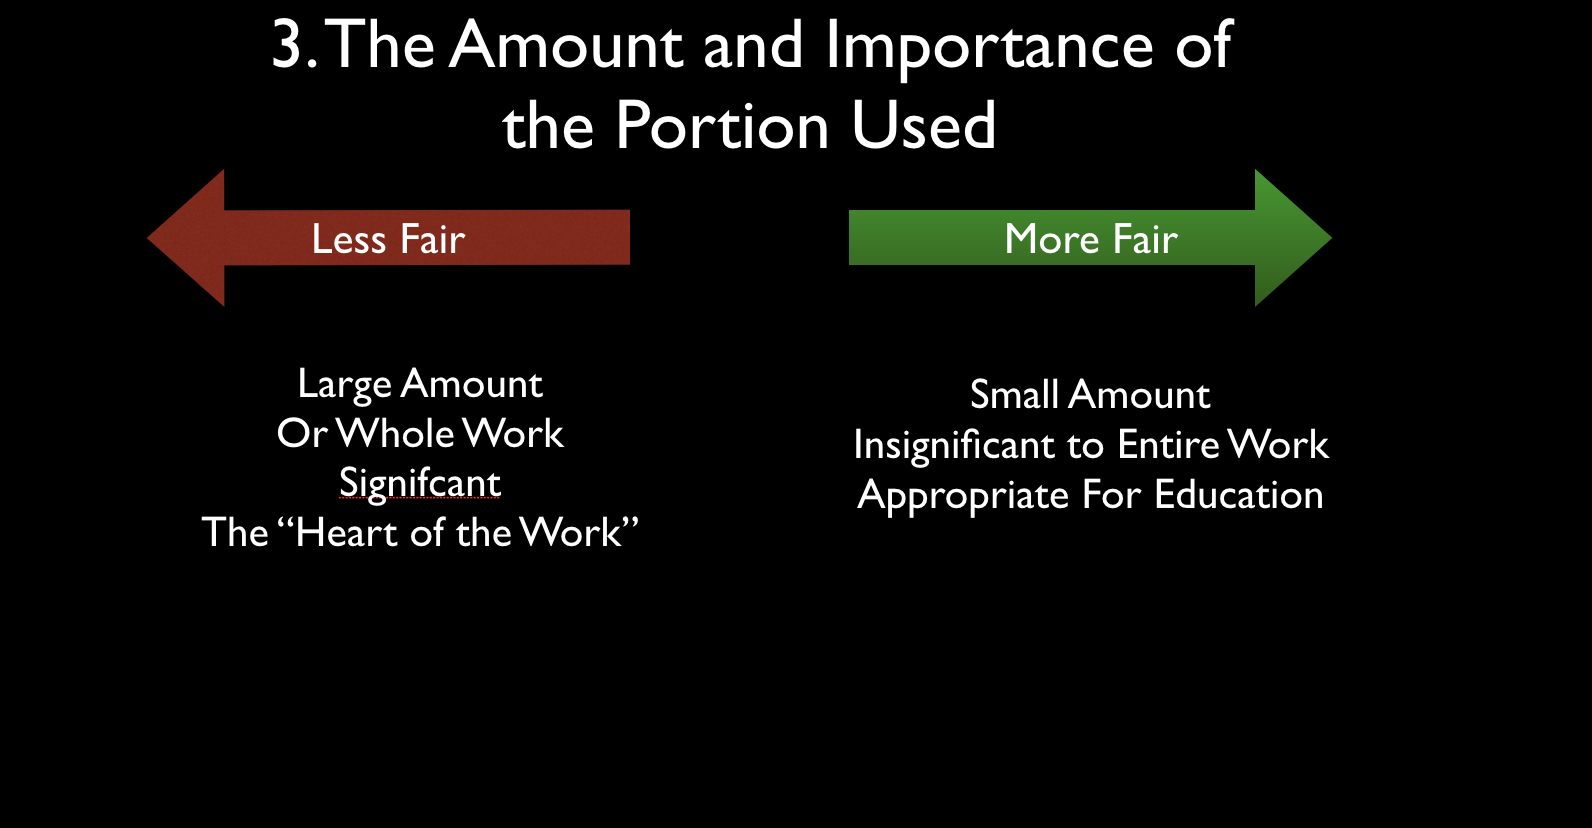 3. The Amount and Importance of
the Portion Used
Less Fair
More Fair
Large Amount
Or Whole Work
Signifcant
The “Heart of the Work”
Small Amount
Insignificant to Entire Work
Appropriate For Education